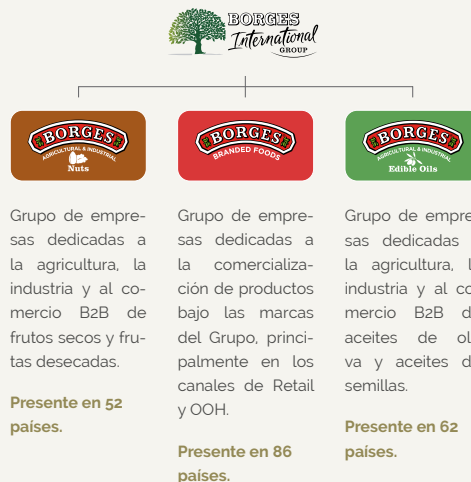 BORGES
International
GROUP
BORGES
AGRICULTURAL & INDUSTRIAL
Nuts
Grupo de empre-
sas dedicadas a
la agricultura, la
industria y al co-
mercio B2B de
frutos secos y fru-
tas desecadas.
Presente en 52
países.
BORGES
BRANDED FOODS
Grupo de empre-
sas dedicadas a
la comercializa-
ción de productos
bajo las marcas
del Grupo, princi-
palmente en los
canales de Retail
y OOH.
Presente en 86
países.
BORGES
AGRICULTURAL & INDUSTRIAL
Edible Oils
Grupo de empre
sas dedicadas
la agricultura, l
industria y al co
mercio B2B d
aceites de ol
va y aceites d
semillas.
Presente en 62
países.